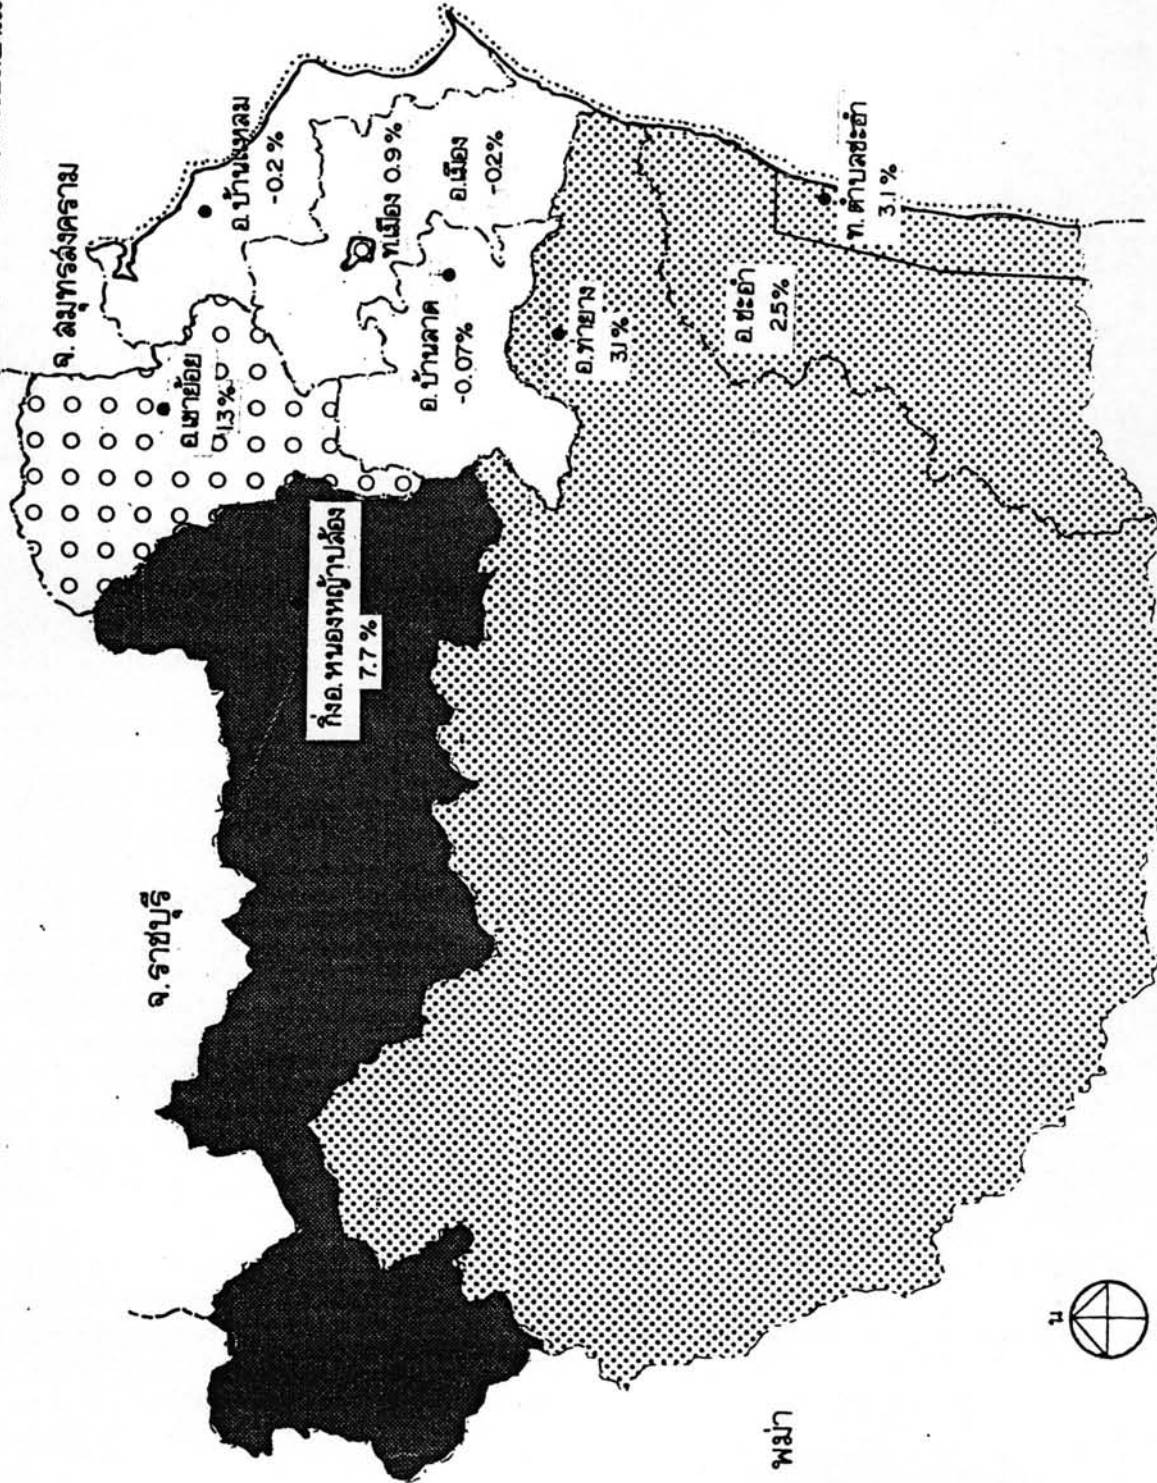 จ. สมุทรสงคราม
อ. บ้านแหลม
-0.2 %
อ.เขาย้อย
1.3 %
ท.เมือง 0.9 %
อ.เมือง
-0.2%
อ. บ้านลาด
-0.07%
กิ่งอ. หนองหญ้าปล้อง
7.7 %
จ. ราชบุรี
อ.ท่ายาง
3.1 %
อ. ชะอำ
2.5 %
ท. ตำบลชะอำ
3.1 %
น
พม่า